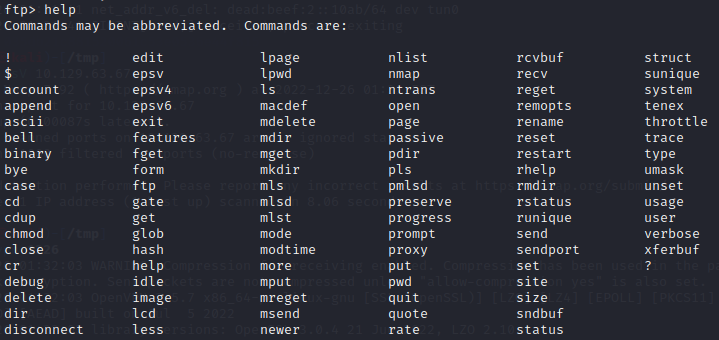 ftp> help
Commands may be abbreviated.  Commands are:

!               edit            lpage           nlist           rcvbuf          struct
$               epsv            lpwd            nmap            recv            sunique
account         epsv4           ls              ntrans          reget           system
append          epsv6           macdef          open            remopts         tenex
ascii           exit            mdelete         page            rename          throttle
bell            features        mdir            passive         reset           trace
binary          fget            mget            pdir            restart         type
bye             form            mkdir           pls             rhelp           umask
case            ftp             mls             pmlsd           rmdir           unset
cd              gate            mlsd            preserve        rstatus         usage
cdup            get             mlst            progress        runique         user
chmod           glob            mode            prompt          send            verbose
close           hash            modtime         proxy           sendport        xferbuf
cr              help            more            put             set             ?
debug           idle            mput            pwd             site
delete          image           mreget          quit            size
dir             lcd             msend           quote           sndbuf
disconnect      less            newer           rate            status